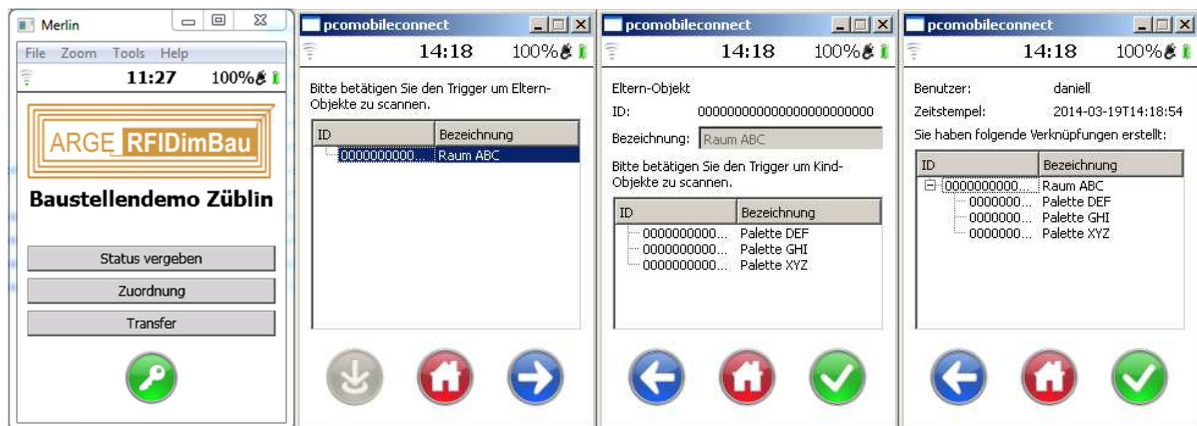 Merlin
File Zoom Tools Help
11:27 100%
ARGE RFIDimBau
Baustellendemo Züblin
Status vergeben
Zuordnung
Transfer
pcomobileconnect
14:18 100%
Bitte betätigen Sie den Trigger um Eltern-
Objekte zu scannen.
ID Bezeichnung
0000000000... Raum ABC
pcomobileconnect
14:18 100%
Eltern-Objekt
ID: 000000000000000000000000
Bezeichnung: Raum ABC
Bitte betätigen Sie den Trigger um Kind-
Objekte zu scannen.
ID Bezeichnung
0000000000... Palette DEF
0000000000... Palette GHI
0000000000... Palette XYZ
pcomobileconnect
14:18 100%
Benutzer: daniell
Zeitstempel: 2014-03-19T14:18:54
Sie haben folgende Verknüpfungen erstellt:
ID Bezeichnung
0000000000... Raum ABC
0000000... Palette DEF
0000000... Palette GHI
0000000... Palette XYZ